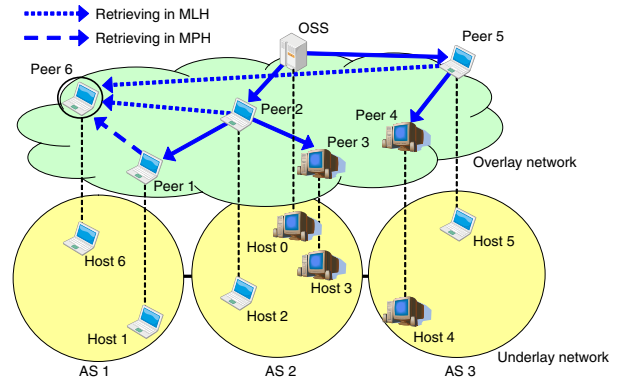 Retrieving in MLH
Retrieving in MPH
OSS
Peer 5
Peer 6
Peer 2
Peer 4
Peer 3
Peer 1
Overlay network
Host 6
Host 0
Host 5
Host 3
Host 2
Host 1
Host 4
Underlay network
AS 1
AS 2
AS 3